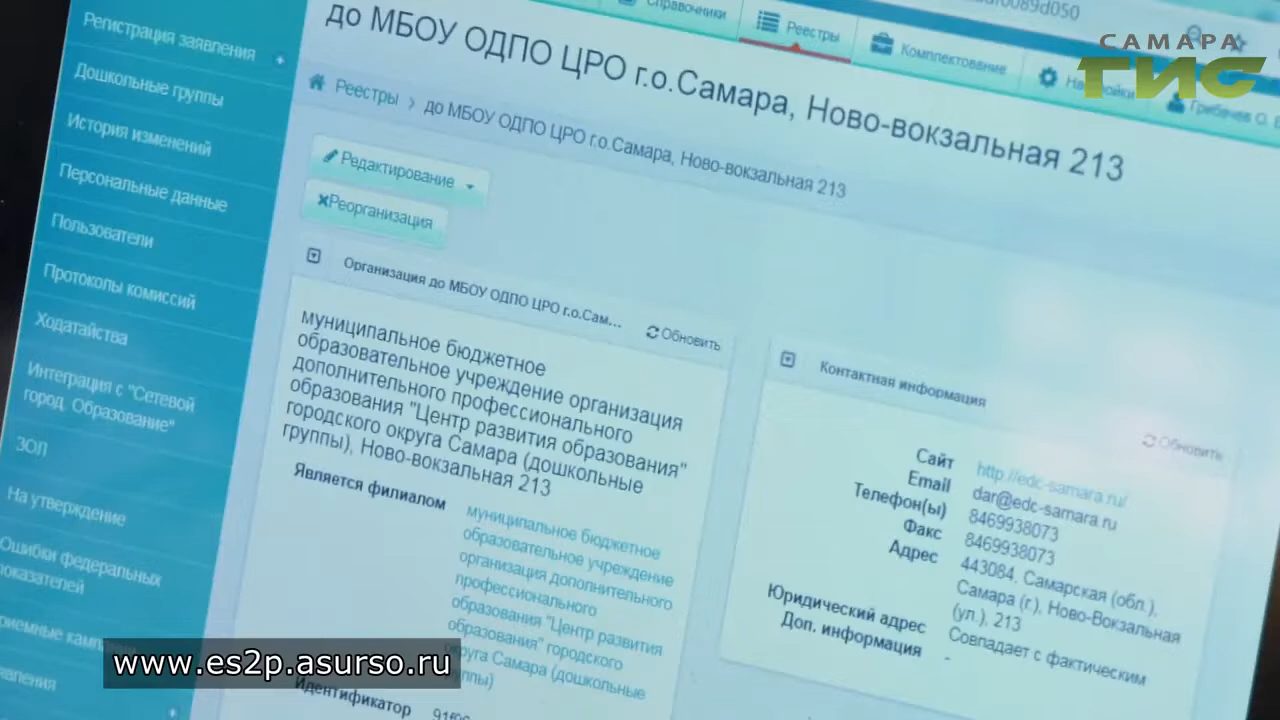 089d050
Справочники
Реестры
Комплектование
САМАРА
ГИС
Грибачев О.
до МБОУ ОДПО ЦРО г.о.Самара, Ново-вокзальная 213
Реестры > до МБОУ ОДПО ЦРО г.о.Самара, Ново-вокзальная 213
Регистрация заявления
Дошкольные группы
История изменений
Персональные данные
Пользователи
Протоколы комиссий
Ходатайства
Интеграция с "Сетевой
город. Образование"
ЗОЛ
На утверждение
Ошибки федеральных
показателей
Редактирование
Реорганизация
Организация до МБОУ ОДПО ЦРО г.о.Сам...
Обновить
муниципальное бюджетное
образовательное учреждение организация
дополнительного профессионального
образования "Центр развития образования"
городского округа Самара (дошкольные
группы), Ново-вокзальная 213
Является филиалом
муниципальное бюджетное
образовательное учреждение
организация дополнительного
профессионального
образования "Центр развития
образования" городского
округа Самара (дошкольные
группы)
Идентификатор
Контактная информация
Обновить
Сайт http://edc-samara.ru/
Email dar@edc-samara.ru
Телефон(ы) 8469938073
Факс 8469938073
Адрес 443084, Самарская (обл.),
Самара (г.), Ново-Вокзальная
(ул.), 213
Юридический адрес Совпадает с фактическим
Доп. информация -
www.es2p.asurso.ru